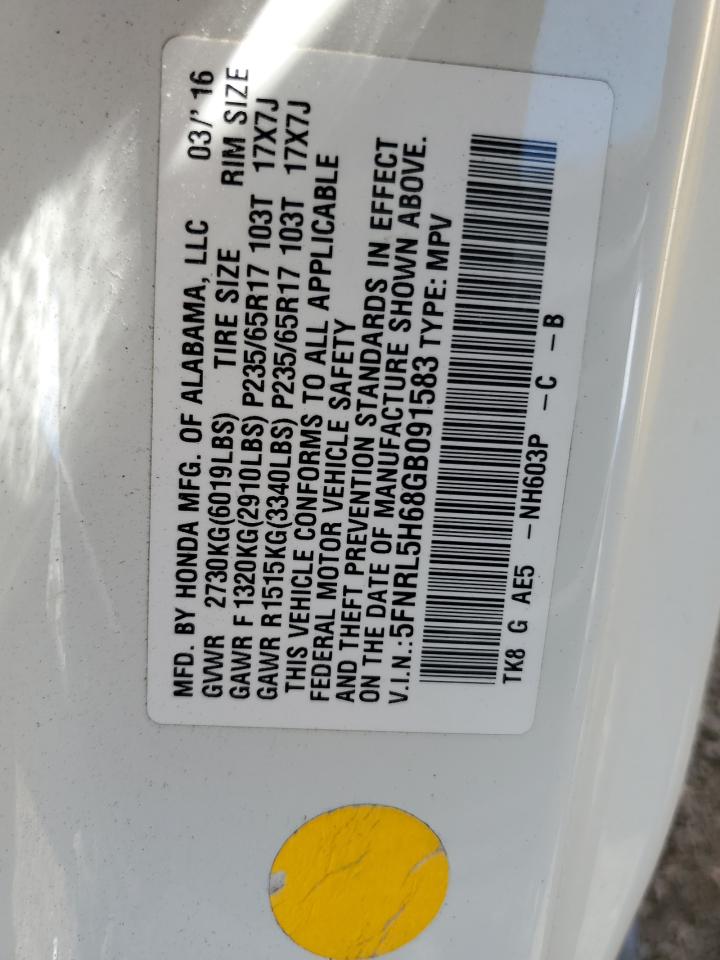 MFD. BY HONDA MFG. OF ALABAMA, LLC 03/'16
GVWR 2730KG(6019LBS) TIRE SIZE RIM SIZE
GAWR F 1320KG(2910LBS) P235/65R17 103T 17X7J
GAWR R1515KG(3340LBS) P235/65R17 103T 17X7J
THIS VEHICLE CONFORMS TO ALL APPLICABLE
FEDERAL MOTOR VEHICLE SAFETY
AND THEFT PREVENTION STANDARDS IN EFFECT
ON THE DATE OF MANUFACTURE SHOWN ABOVE.
V.I.N.:5FNRL5H68GB091583 TYPE: MPV
TK8 G AE5 -NH603P -C -B